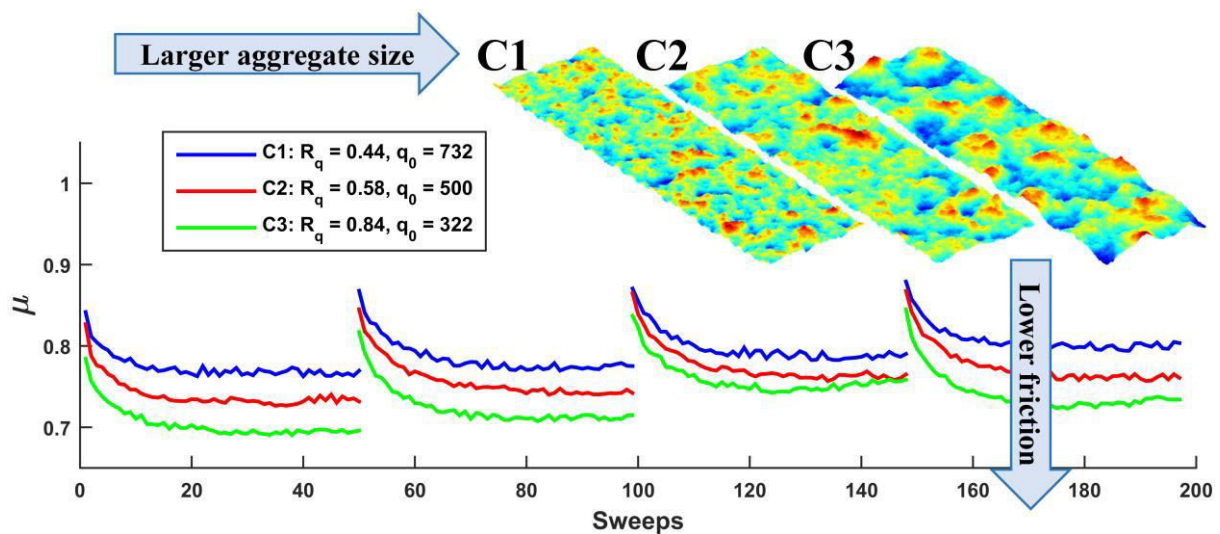 Larger aggregate size
C1
C2
C3
C1: R_q = 0.44, q_0 = 732
C2: R_q = 0.58, q_0 = 500
C3: R_q = 0.84, q_0 = 322
1
0.9
0.8
0.7
μ
Lower friction
0 20 40 60 80 100 120 140 160 180 200
Sweeps